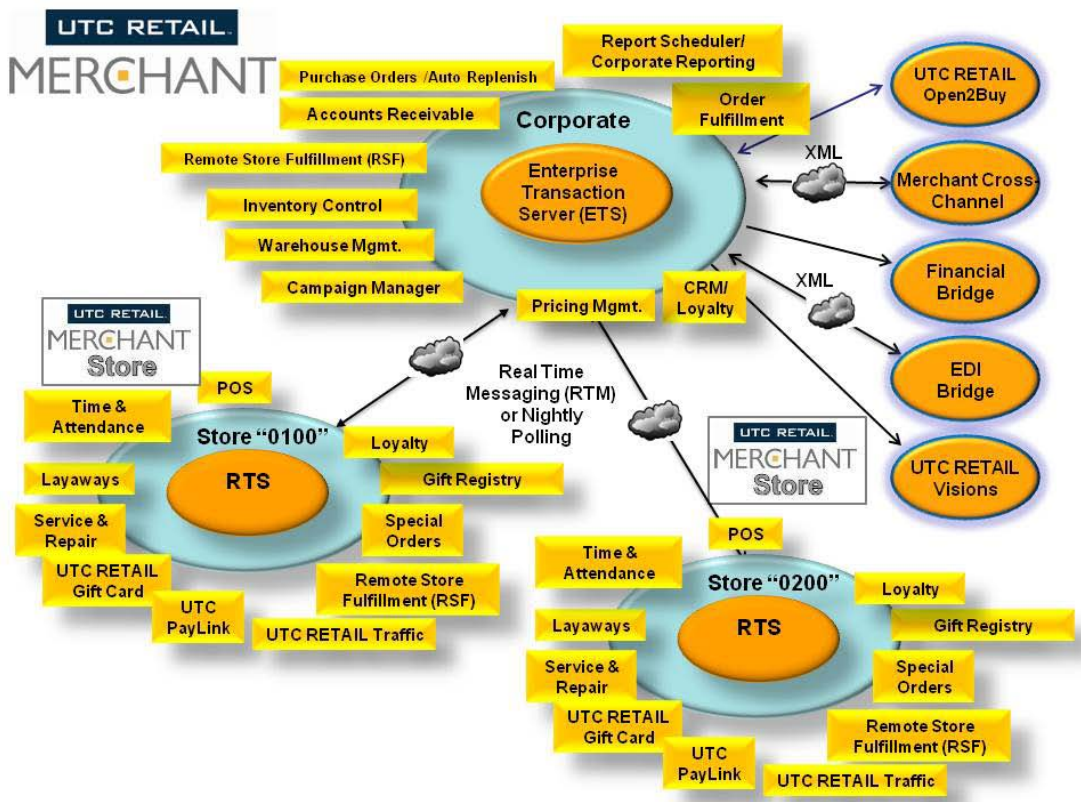 UTC RETAIL™
MERCHANT
Report Scheduler/
Corporate Reporting
Purchase Orders /Auto Replenish
Accounts Receivable
Order
Fulfillment
Corporate
Remote Store Fulfillment (RSF)
Enterprise
Transaction
Server (ETS)
Inventory Control
Warehouse Mgmt.
Campaign Manager
Pricing Mgmt.
CRM/
Loyalty
UTC RETAIL
Open2Buy
XML
Merchant Cross-
Channel
Financial
Bridge
XML
EDI
Bridge
UTC RETAIL
Visions
Real Time
Messaging (RTM)
or Nightly
Polling
UTC RETAIL.
MERCHANT
Store
POS
Time &
Attendance
Store “0100”
Loyalty
RTS
Layaways
Gift Registry
Service &
Repair
Special
Orders
UTC RETAIL
Gift Card
Remote Store
Fulfillment (RSF)
UTC
PayLink
UTC RETAIL Traffic
UTC RETAIL.
MERCHANT
Store
POS
Time &
Attendance
Store “0200”
Loyalty
RTS
Layaways
Gift Registry
Service &
Repair
Special
Orders
UTC RETAIL
Gift Card
Remote Store
Fulfillment (RSF)
UTC
PayLink
UTC RETAIL Traffic